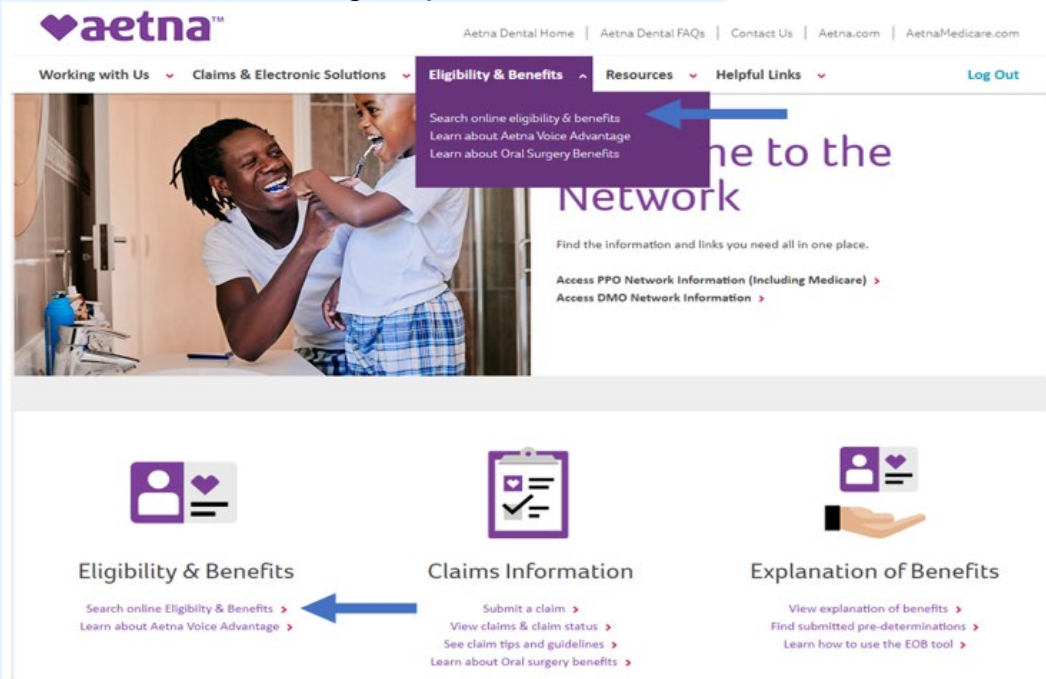 aetna™
Aetna Dental Home | Aetna Dental FAQs | Contact Us | Aetna.com | AetnaMedicare.com
Working with Us Claims & Electronic Solutions Eligibility & Benefits Resources Helpful Links Log Out
Search online eligibility & benefits
Learn about Aetna Voice Advantage
Learn about Oral Surgery Benefits
ne to the
Network
Find the information and links you need all in one place.
Access PPO Network Information (Including Medicare) >
Access DMO Network Information >
Eligibility & Benefits
Search online Eligibilty & Benefits >
Learn about Aetna Voice Advantage >
Claims Information
Submit a claim >
View claims & claim status >
See claim tips and guidelines >
Learn about Oral surgery benefits >
Explanation of Benefits
View explanation of benefits >
Find submitted pre-determinations >
Learn how to use the EOB tool >